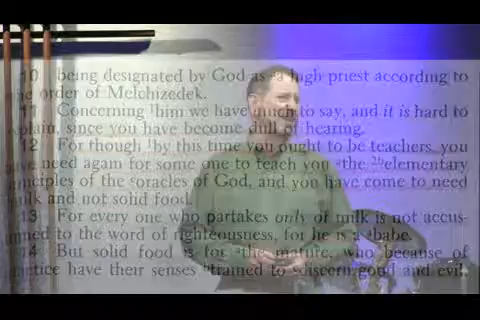 10 being designated by God as a high priest according to
the order of Melchizedek.
11 Concerning him we have much to say, and it is hard to
explain, since you have become dull of hearing.
12 For though by this time you ought to be teachers, you
have need again for some one to teach you the elementary
principles of the oracles of God, and you have come to need
milk and not solid food.
13 For every one who partakes only of milk is not accus-
tomed to the word of righteousness, for he is a babe.
14 But solid food is for the mature, who because of
practice have their senses trained to discern good and evil.